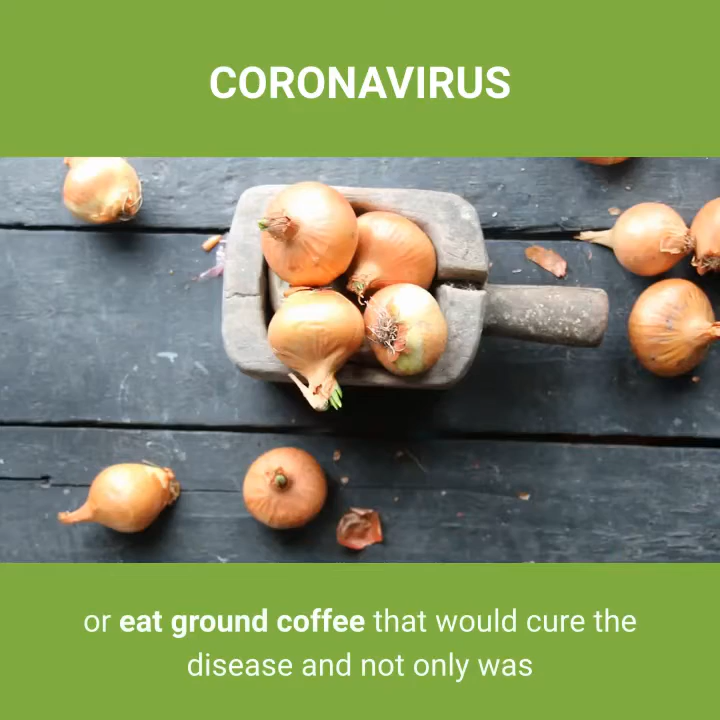 CORONAVIRUS
or eat ground coffee that would cure the
disease and not only was